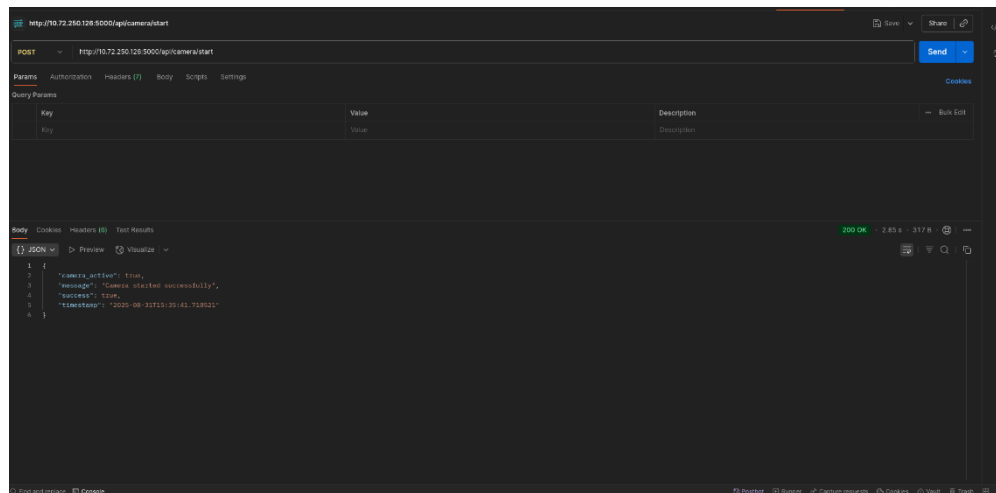 http://10.72.250.126:5000/api/camera/start Save Share
POST http://10.72.250.126:5000/api/camera/start Send
Params Authorization Headers (7) Body Scripts Settings Cookies
Query Params
Key Value Description Bulk Edit
Key Value Description
Body Cookies Headers (6) Test Results 200 OK 2.85 s 317 B
{} JSON Preview Visualize
1 {
2 "camera_active": true,
3 "message": "Camera started successfully",
4 "success": true,
5 "timestamp": "2025-08-31T15:35:41.718521"
6 }
Find and replace Console Postbot Runner Capture requests Cookies Vault Trash